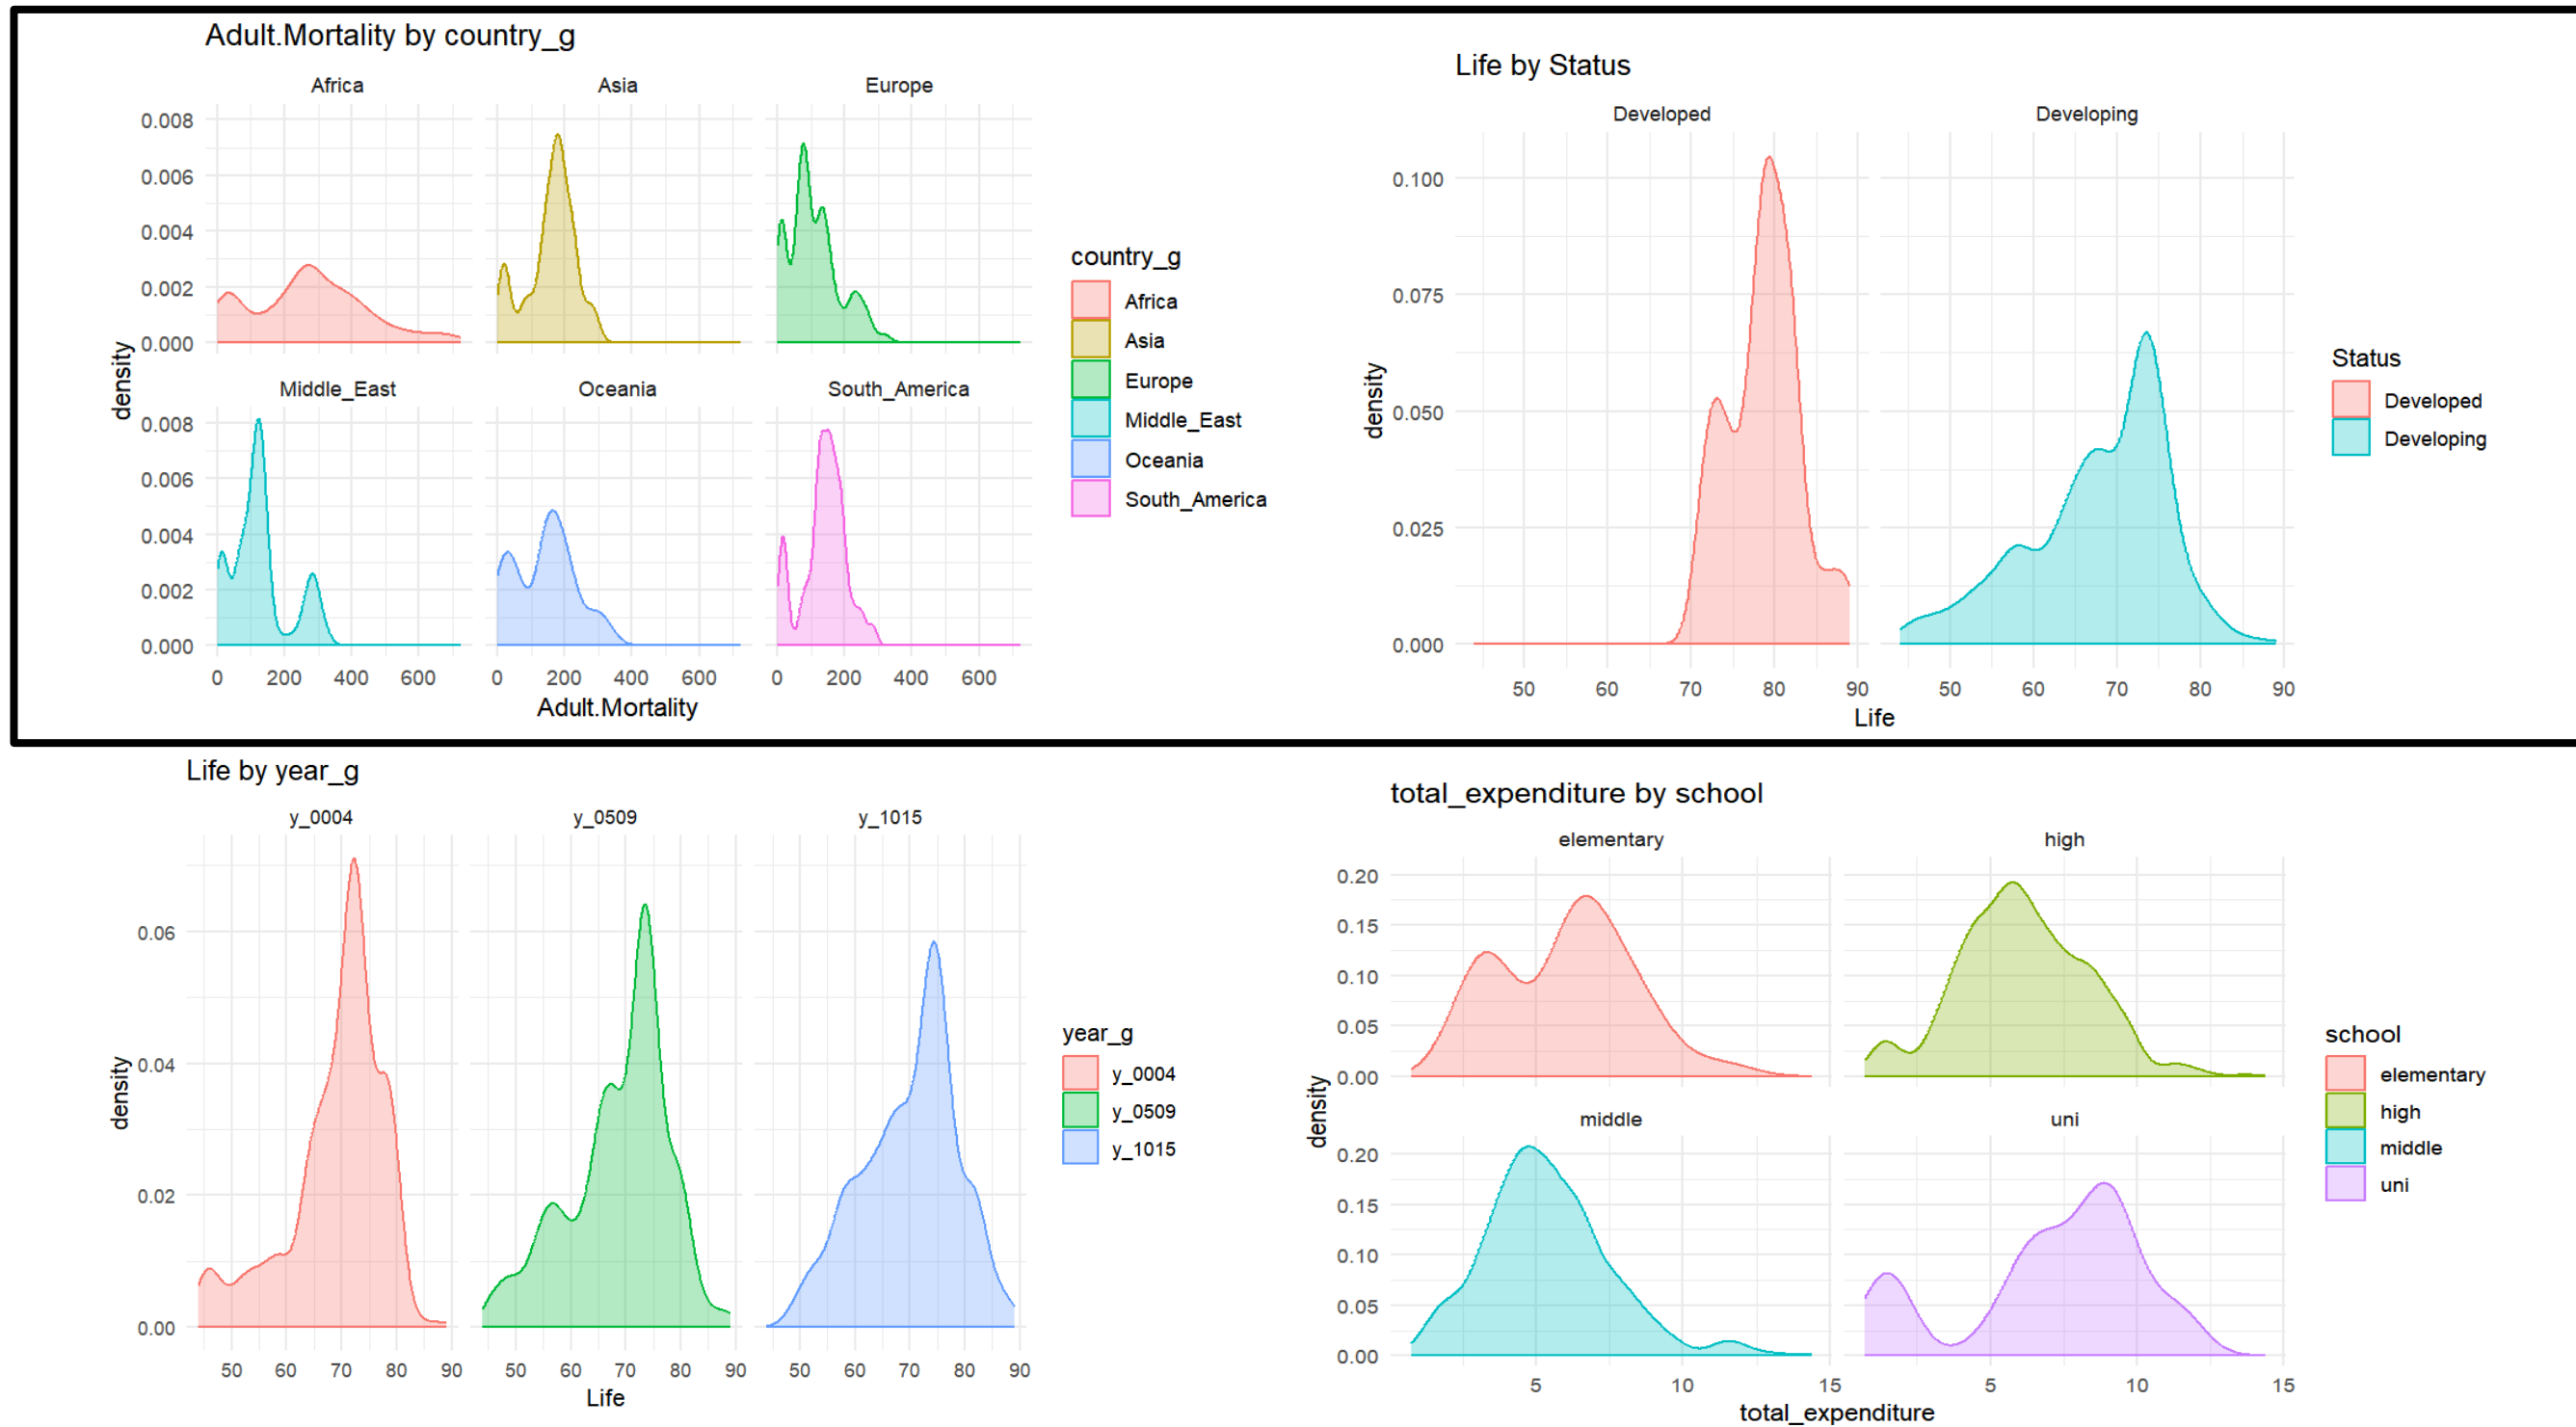 Adult.Mortality by country_g
Africa Asia Europe
0.008
0.006
0.004
0.002
0.000
Middle_East Oceania South_America
0.008
0.006
0.004
0.002
0.000
density
0 200 400 600 0 200 400 600 0 200 400 600
Adult.Mortality
country_g
Africa
Asia
Europe
Middle_East
Oceania
South_America
Life by Status
Developed Developing
0.100
0.075
0.050
0.025
0.000
density
50 60 70 80 90 50 60 70 80 90
Life
Status
Developed
Developing
Life by year_g
y_0004 y_0509 y_1015
0.06
0.04
0.02
0.00
density
50 60 70 80 90 50 60 70 80 90 50 60 70 80 90
Life
year_g
y_0004
y_0509
y_1015
total_expenditure by school
elementary high
0.20
0.15
0.10
0.05
0.00
middle uni
0.20
0.15
0.10
0.05
0.00
density
5 10 15 5 10 15
total_expenditure
school
elementary
high
middle
uni